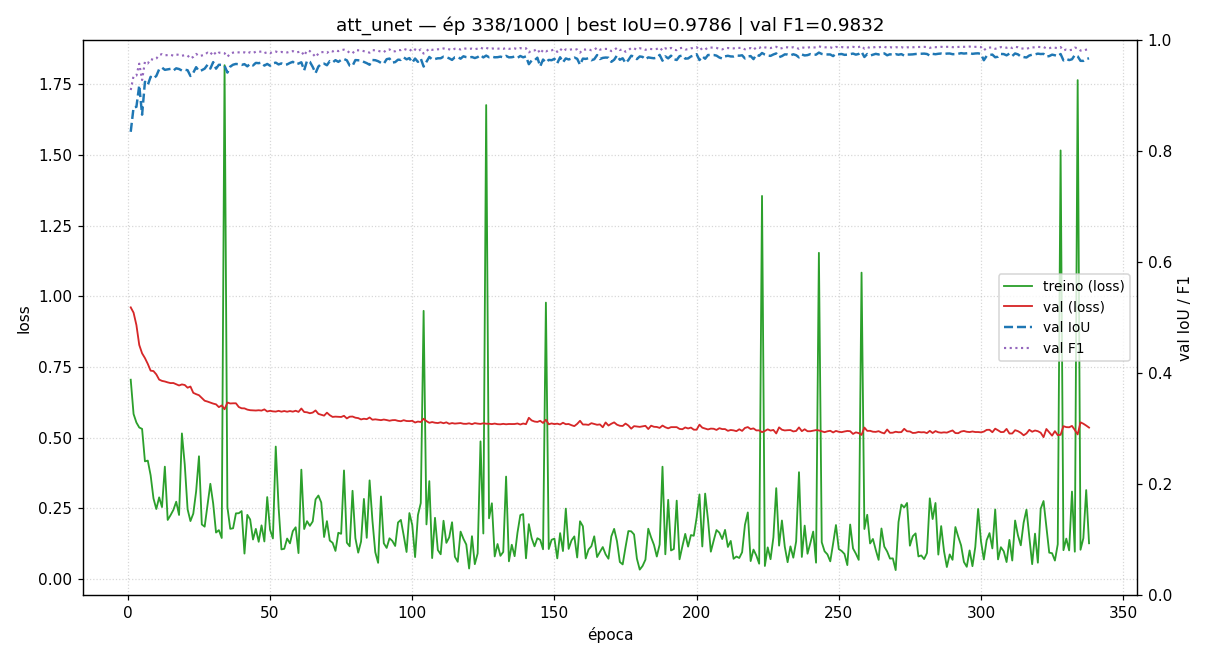 att_unet — ép 338/1000 | best IoU=0.9786 | val F1=0.9832
loss
1.75
1.50
1.25
1.00
0.75
0.50
0.25
0.00
1.0
0.8
0.6
0.4
0.2
0.0
val IoU / F1
treino (loss)
val (loss)
val IoU
val F1
0 50 100 150 200 250 300 350
época